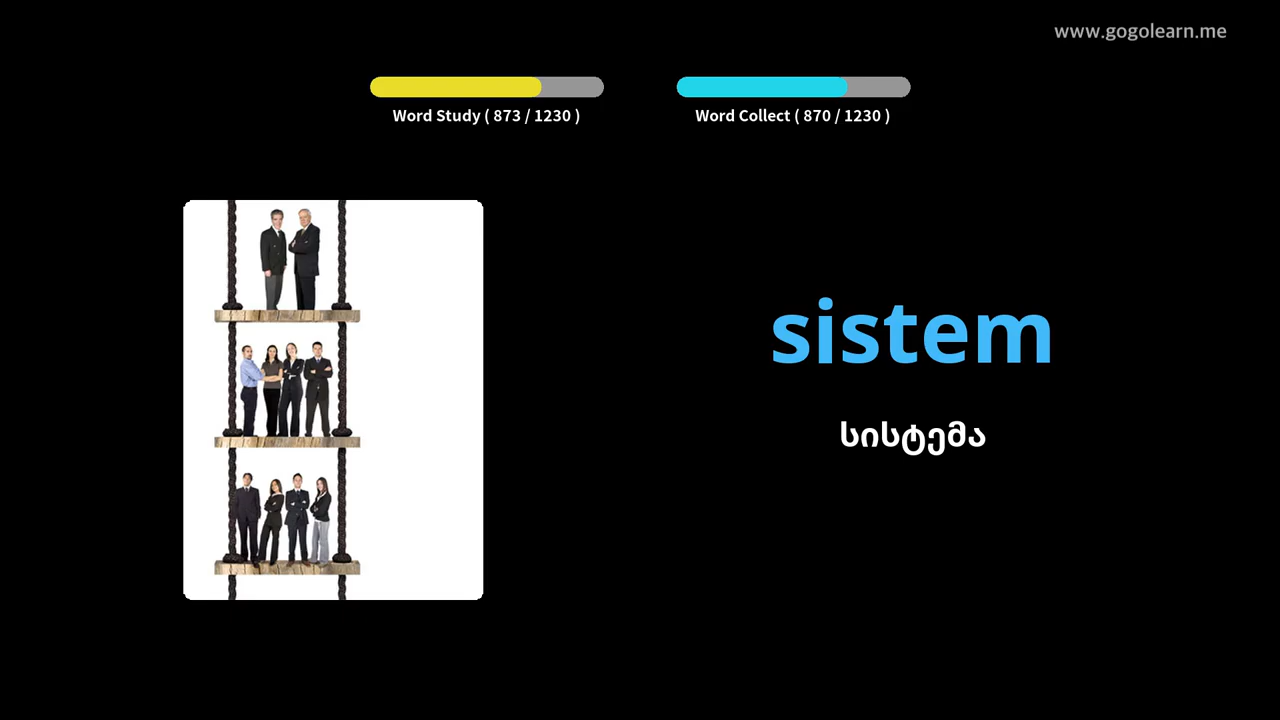 www.gogolearn.me
Word Study ( 873 / 1230 )
Word Collect ( 870 / 1230 )
sistem
სისტემა